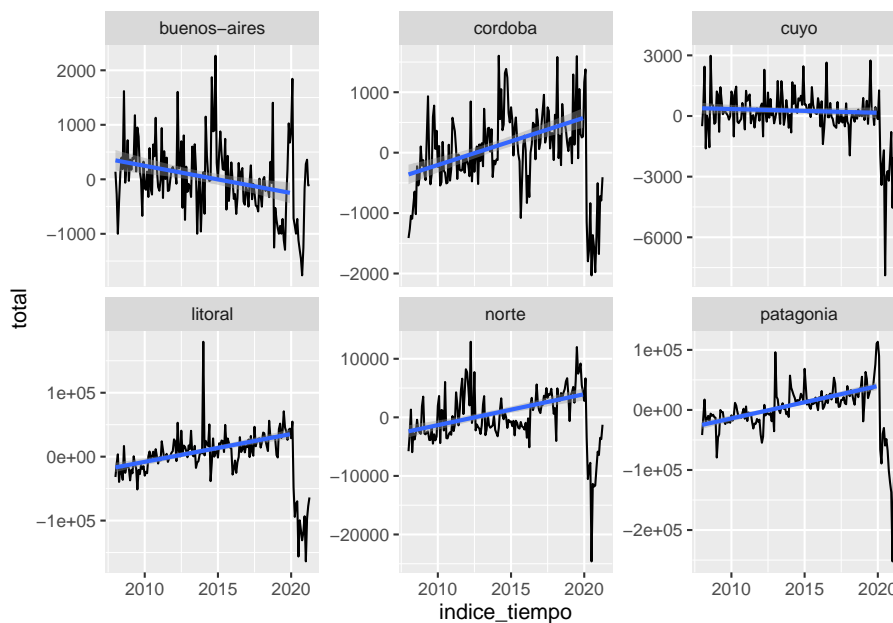 buenos−aires
cordoba
cuyo
2000
1000
0
−1000
1000
0
−1000
−2000
3000
0
−3000
−6000
total
litoral
norte
patagonia
1e+05
0e+00
−1e+05
10000
0
−10000
−20000
1e+05
0e+00
−1e+05
−2e+05
2010 2015 2020
2010 2015 2020
2010 2015 2020
indice_tiempo